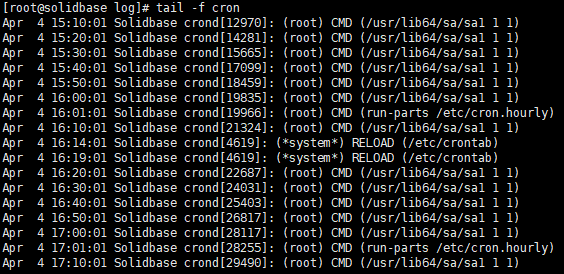 [root@solidbase log]# tail -f cron
Apr  4 15:10:01 Solidbase crond[12970]: (root) CMD (/usr/lib64/sa/sa1 1 1)
Apr  4 15:20:01 Solidbase crond[14281]: (root) CMD (/usr/lib64/sa/sa1 1 1)
Apr  4 15:30:01 Solidbase crond[15665]: (root) CMD (/usr/lib64/sa/sa1 1 1)
Apr  4 15:40:01 Solidbase crond[17099]: (root) CMD (/usr/lib64/sa/sa1 1 1)
Apr  4 15:50:01 Solidbase crond[18459]: (root) CMD (/usr/lib64/sa/sa1 1 1)
Apr  4 16:00:01 Solidbase crond[19835]: (root) CMD (/usr/lib64/sa/sa1 1 1)
Apr  4 16:01:01 Solidbase crond[19966]: (root) CMD (run-parts /etc/cron.hourly)
Apr  4 16:10:01 Solidbase crond[21324]: (root) CMD (/usr/lib64/sa/sa1 1 1)
Apr  4 16:14:01 Solidbase crond[4619]: (*system*) RELOAD (/etc/crontab)
Apr  4 16:19:01 Solidbase crond[4619]: (*system*) RELOAD (/etc/crontab)
Apr  4 16:20:01 Solidbase crond[22687]: (root) CMD (/usr/lib64/sa/sa1 1 1)
Apr  4 16:30:01 Solidbase crond[24031]: (root) CMD (/usr/lib64/sa/sa1 1 1)
Apr  4 16:40:01 Solidbase crond[25403]: (root) CMD (/usr/lib64/sa/sa1 1 1)
Apr  4 16:50:01 Solidbase crond[26817]: (root) CMD (/usr/lib64/sa/sa1 1 1)
Apr  4 17:00:01 Solidbase crond[28117]: (root) CMD (/usr/lib64/sa/sa1 1 1)
Apr  4 17:01:01 Solidbase crond[28255]: (root) CMD (run-parts /etc/cron.hourly)
Apr  4 17:10:01 Solidbase crond[29490]: (root) CMD (/usr/lib64/sa/sa1 1 1)